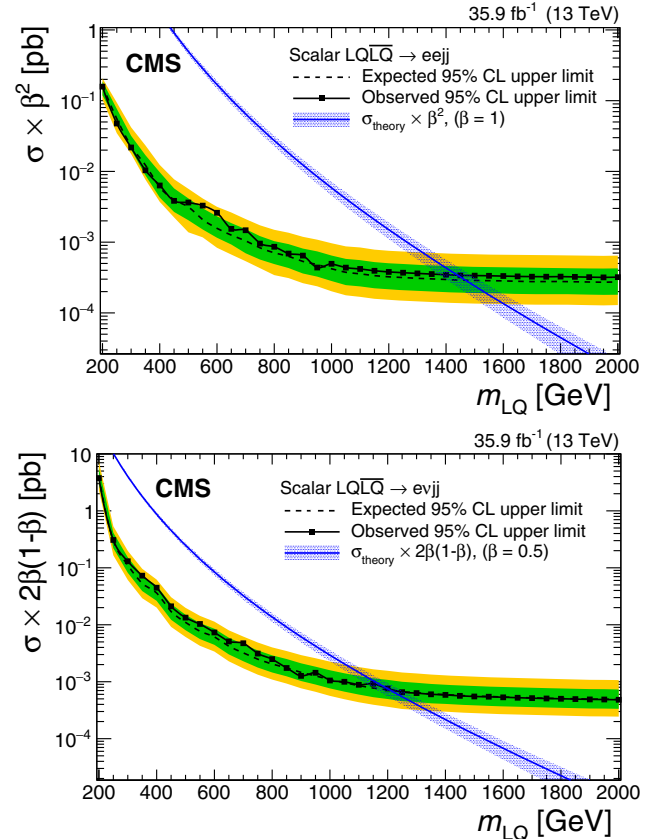 35.9 fb⁻¹ (13 TeV)
CMS
Scalar LQL̅Q̅ → eejj
Expected 95% CL upper limit
Observed 95% CL upper limit
σtheory × β², (β = 1)
σ × β² [pb]
1
10⁻¹
10⁻²
10⁻³
10⁻⁴
200 400 600 800 1000 1200 1400 1600 1800 2000
mLQ [GeV]
35.9 fb⁻¹ (13 TeV)
CMS
Scalar LQL̅Q̅ → eνjj
Expected 95% CL upper limit
Observed 95% CL upper limit
σtheory × 2β(1-β), (β = 0.5)
σ × 2β(1-β) [pb]
10
1
10⁻¹
10⁻²
10⁻³
10⁻⁴
200 400 600 800 1000 1200 1400 1600 1800 2000
mLQ [GeV]